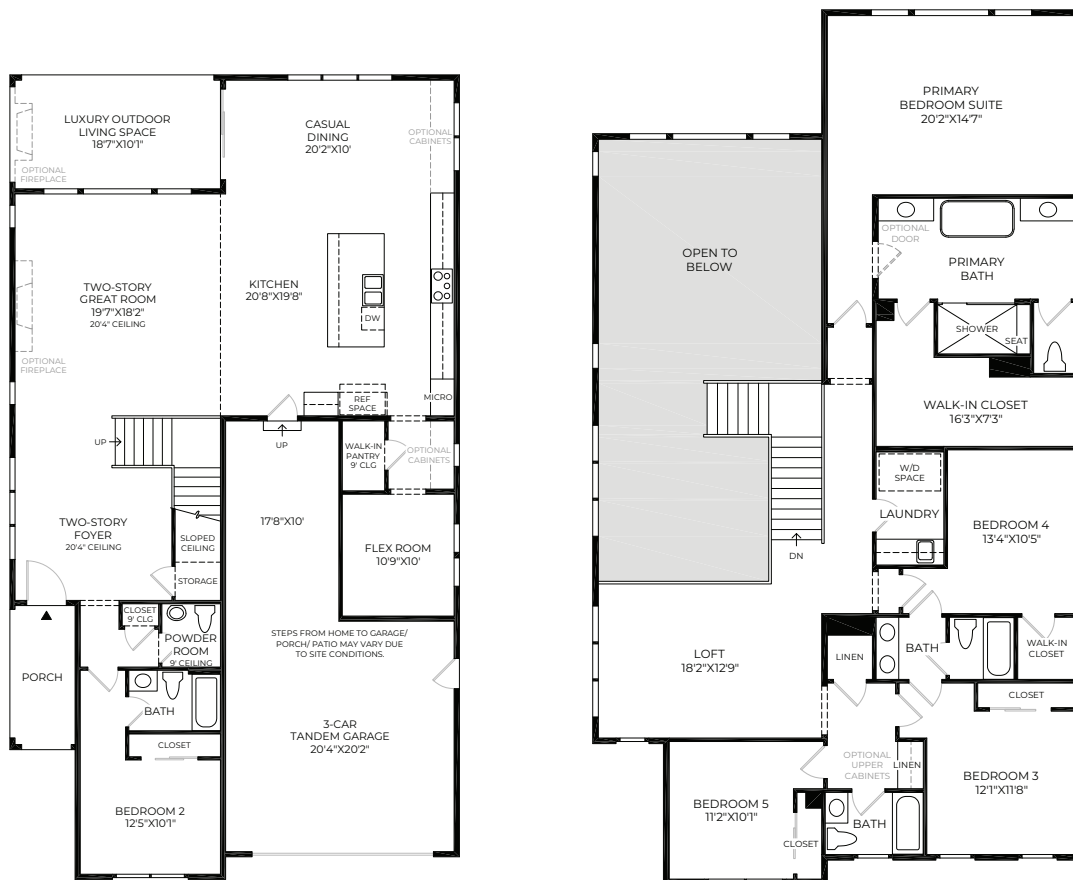 LUXURY OUTDOOR
LIVING SPACE
18'7"X10'1"
OPTIONAL
FIREPLACE
CASUAL
DINING
20'2"X10'
OPTIONAL
CABINETS
TWO-STORY
GREAT ROOM
19'7"X18'2"
20'4" CEILING
OPTIONAL
FIREPLACE
KITCHEN
20'8"X19'8"
DW
REF
SPACE
MICRO
UP
UP
WALK-IN
PANTRY
9' CLG
OPTIONAL
CABINETS
TWO-STORY
FOYER
20'4" CEILING
SLOPED
CEILING
STORAGE
17'8"X10'
FLEX ROOM
10'9"X10'
CLOSET
9' CLG
POWDER
ROOM
9' CEILING
STEPS FROM HOME TO GARAGE/
PORCH/ PATIO MAY VARY DUE
TO SITE CONDITIONS.
PORCH
BATH
CLOSET
3-CAR
TANDEM GARAGE
20'4"X20'2"
BEDROOM 2
12'5"X10'1"
PRIMARY
BEDROOM SUITE
20'2"X14'7"
OPEN TO
BELOW
OPTIONAL
DOOR
PRIMARY
BATH
SHOWER
SEAT
WALK-IN CLOSET
16'3"X7'3"
W/D
SPACE
LAUNDRY
BEDROOM 4
13'4"X10'5"
DN
LOFT
18'2"X12'9"
LINEN
BATH
WALK-IN
CLOSET
CLOSET
OPTIONAL
UPPER
CABINETS
LINEN
BEDROOM 3
12'1"X11'8"
BEDROOM 5
11'2"X10'1"
CLOSET
BATH